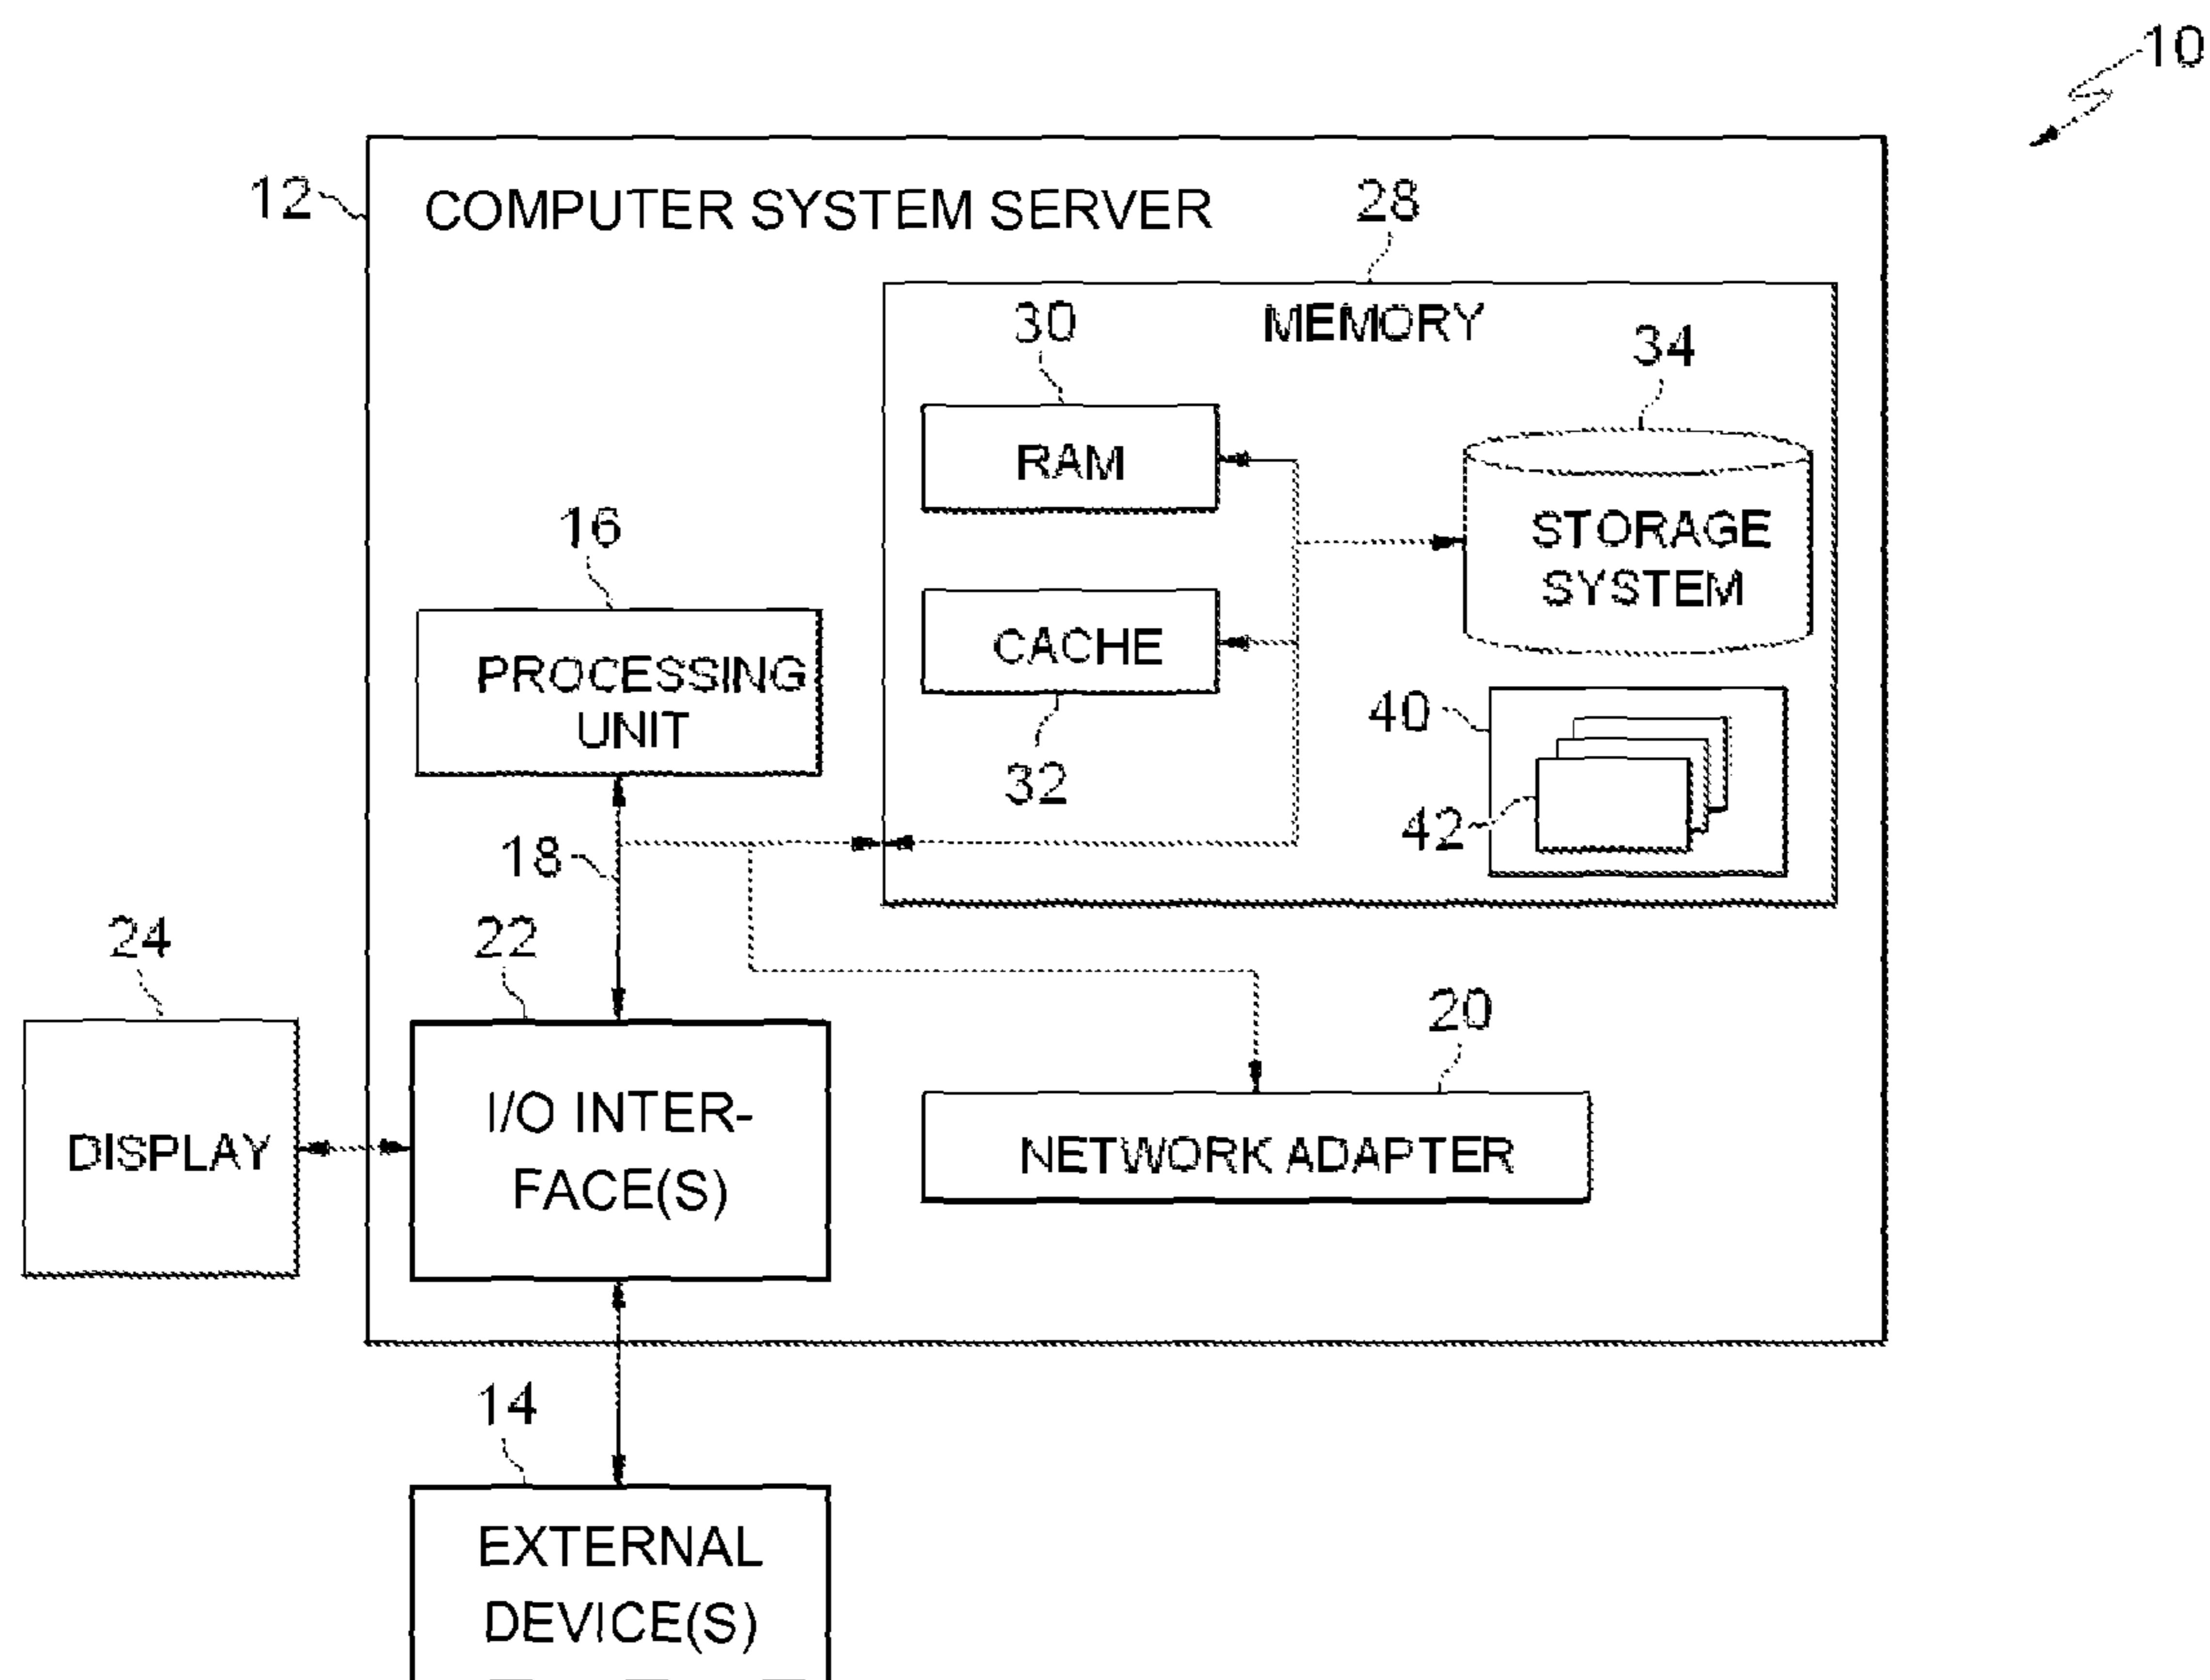 10
12
COMPUTER SYSTEM SERVER
28
MEMORY
30
34
RAM
STORAGE
SYSTEM
16
PROCESSING
UNIT
CACHE
32
40
42
18
24
22
20
DISPLAY
I/O INTER-
FACE(S)
NETWORK ADAPTER
14
EXTERNAL
DEVICE(S)